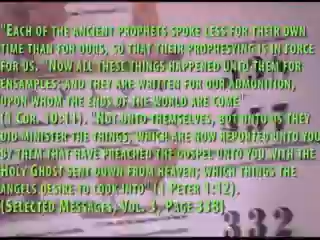 "Each of the ancient prophets spoke less for their own
time than for ours, so that their prophesying is in force
for us. "Now all these things happened unto them for
ensamples: and they are written for our admonition,
upon whom the ends of the world are come"
(1 Cor. 10:11). "Not unto themselves, but unto us they
did minister the things, which are now reported unto you
by them that have preached the gospel unto you with the
Holy Ghost sent down from heaven; which things the
angels desire to look into" (1 Peter 1:12).
(Selected Messages, Vol. 3, Page 338)
332